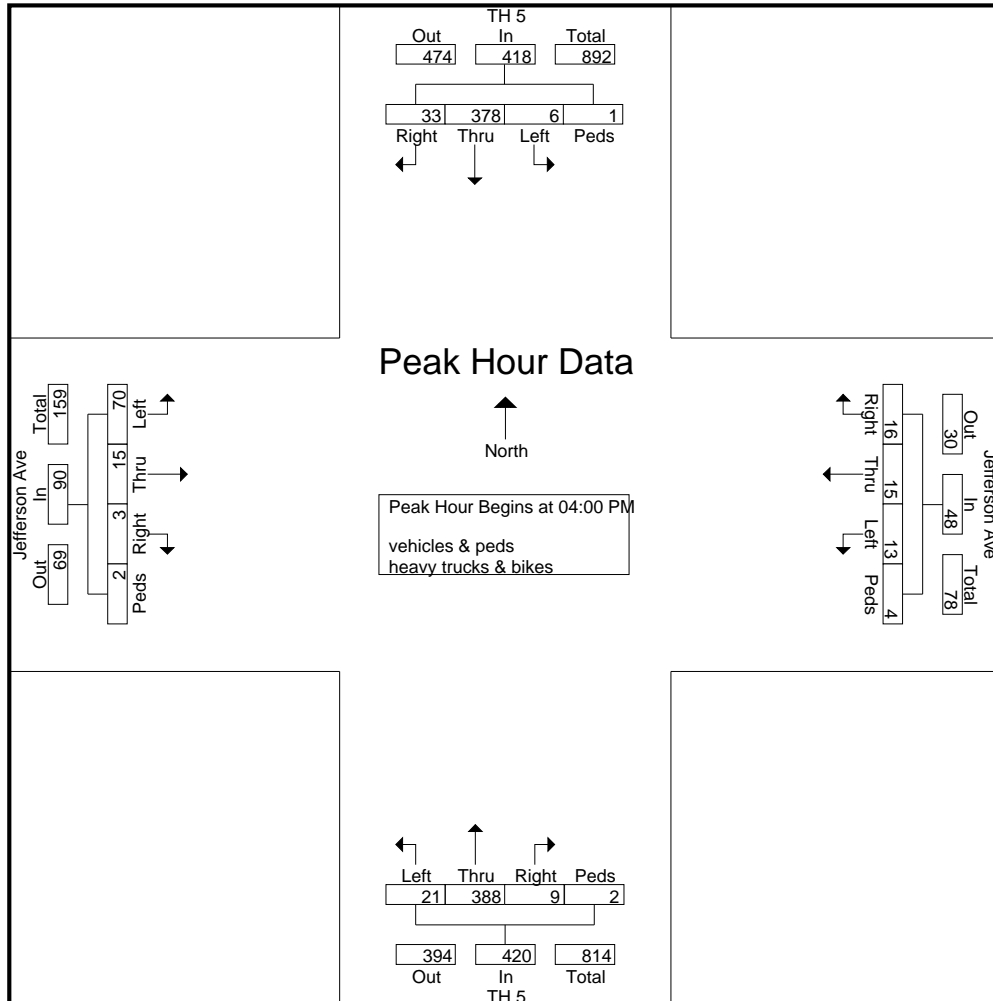 TH 5
Out In Total
474 418 892
33 378 6 1
Right Thru Left Peds
Peak Hour Data
North
Peak Hour Begins at 04:00 PM
vehicles & peds
heavy trucks & bikes
Jefferson Ave
Total In Out
159 90 69
70 15 3 2
Left Thru Right Peds
Right Thru Left Peds
16 15 13 4
Out In Total
30 48 78
Jefferson Ave
Left Thru Right Peds
21 388 9 2
394 420 814
Out In Total
TH 5